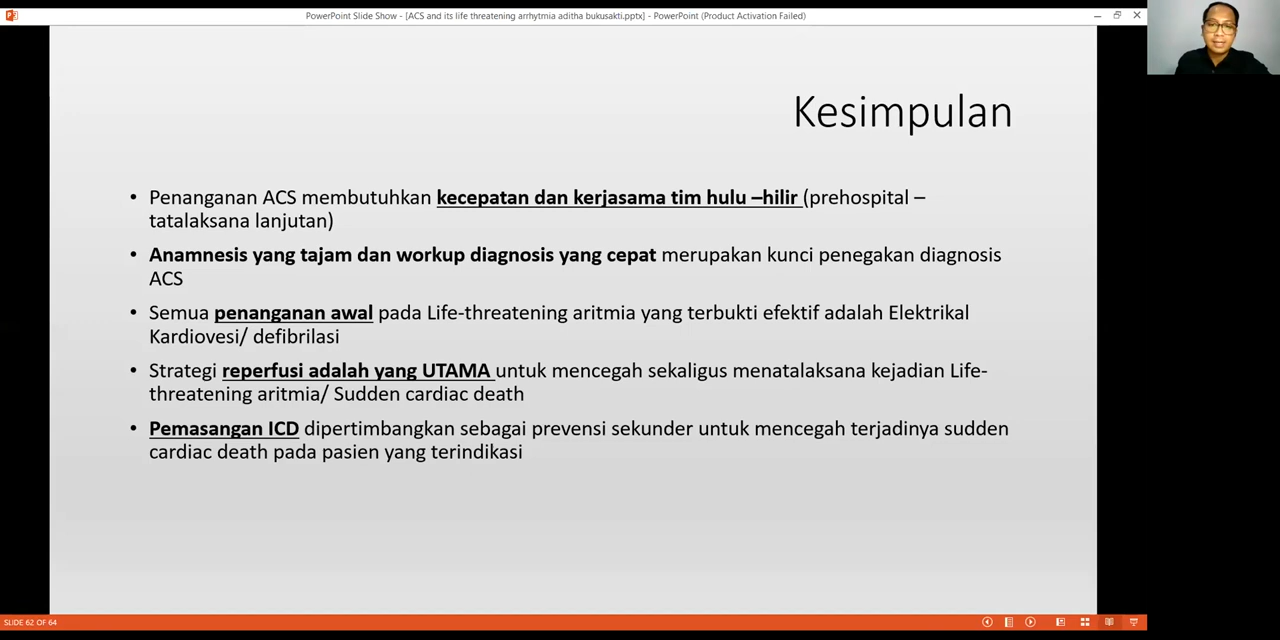 PowerPoint Slide Show - [ACS and its life threatening arrhytmia aditha bukusakti.pptx] - PowerPoint (Product Activation Failed)
Kesimpulan
• Penanganan ACS membutuhkan kecepatan dan kerjasama tim hulu –hilir (prehospital –
tatalaksana lanjutan)
• Anamnesis yang tajam dan workup diagnosis yang cepat merupakan kunci penegakan diagnosis
ACS
• Semua penanganan awal pada Life-threatening aritmia yang terbukti efektif adalah Elektrikal
Kardiovesi/ defibrilasi
• Strategi reperfusi adalah yang UTAMA untuk mencegah sekaligus menatalaksana kejadian Life-
threatening aritmia/ Sudden cardiac death
• Pemasangan ICD dipertimbangkan sebagai prevensi sekunder untuk mencegah terjadinya sudden
cardiac death pada pasien yang terindikasi
SLIDE 62 OF 64